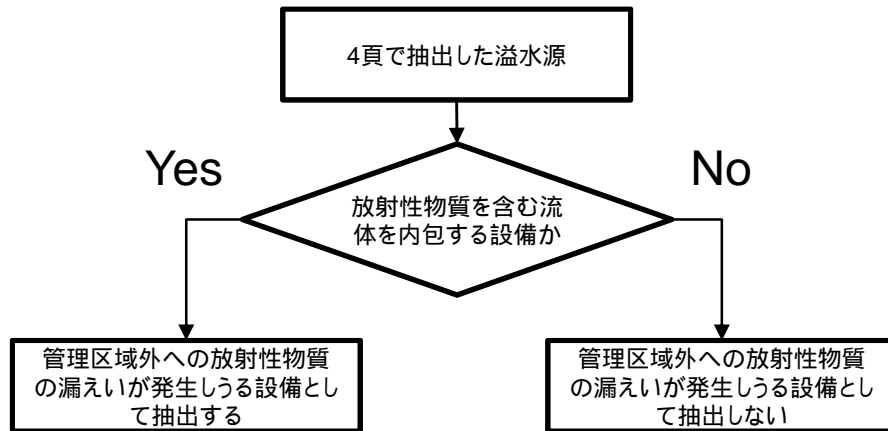 4頁で抽出した溢水源
Yes
No
放射性物質を含む流
体を内包する設備か
管理区域外への放射性物質
の漏えいが発生しうる設備とし
て抽出する
管理区域外への放射性物質
の漏えいが発生しうる設備とし
て抽出しない